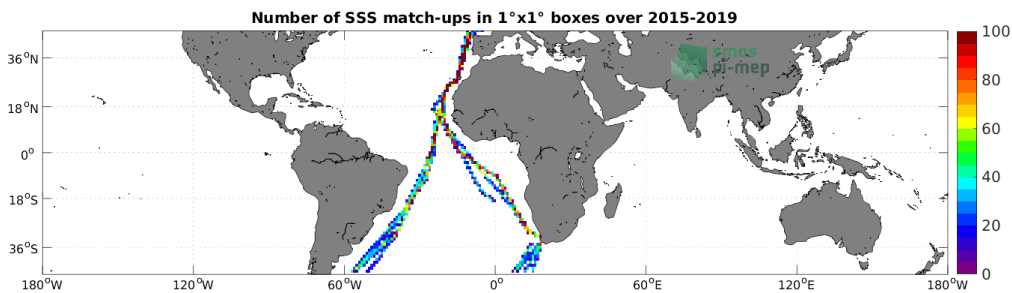 Number of SSS match-ups in 1°x1° boxes over 2015-2019
smos
pi-mep
36°N
18°N
0°
18°S
36°S
180°W
120°W
60°W
0°
60°E
120°E
180°W
100
80
60
40
20
0